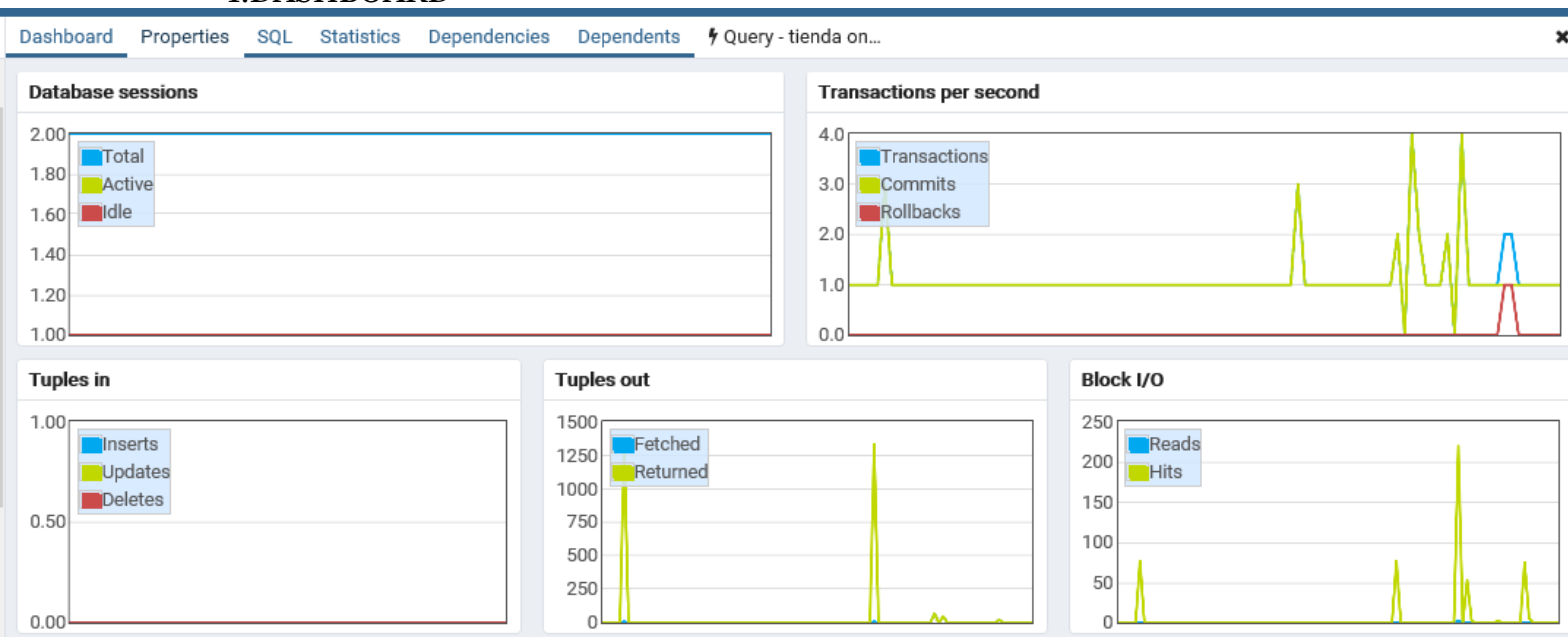 1.DASHBOARD
Dashboard Properties SQL Statistics Dependencies Dependents Query - tienda on...
Database sessions
2.00
1.80
1.60
1.40
1.20
1.00
Total
Active
Idle
Transactions per second
4.0
3.0
2.0
1.0
0.0
Transactions
Commits
Rollbacks
Tuples in
1.00
0.50
0.00
Inserts
Updates
Deletes
Tuples out
1500
1250
1000
750
500
250
0
Fetched
Returned
Block I/O
250
200
150
100
50
0
Reads
Hits